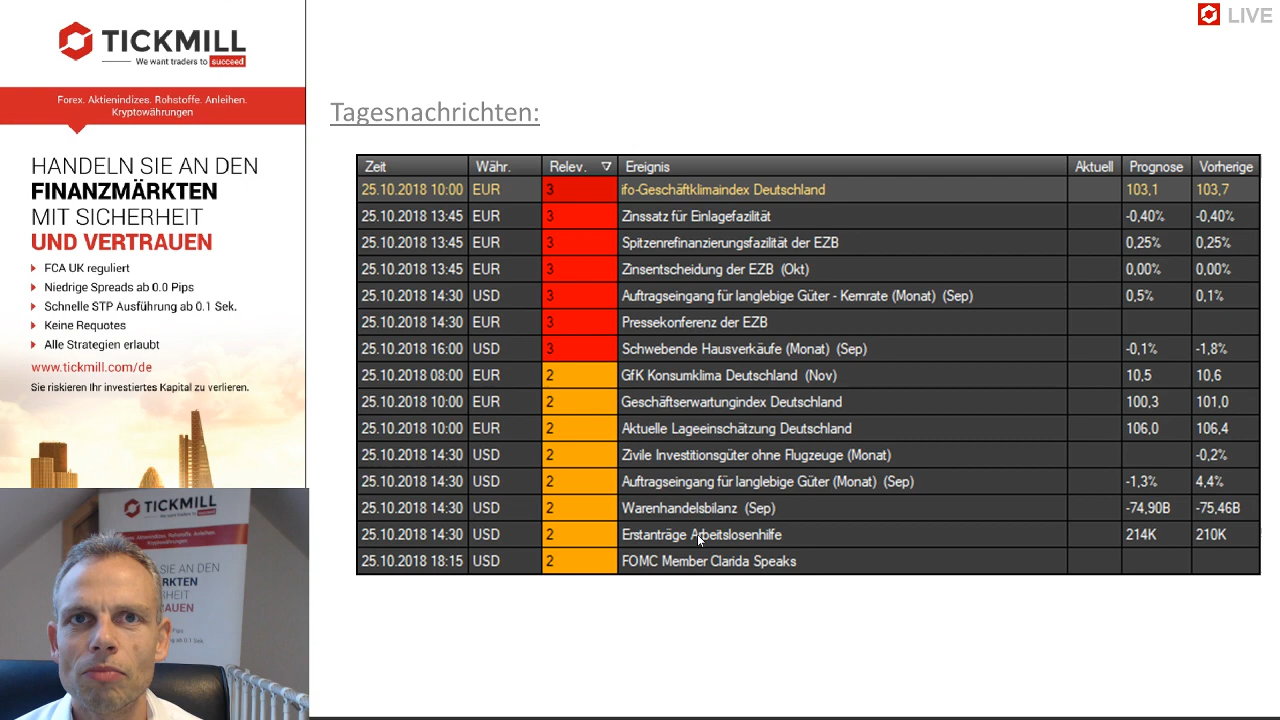 TICKMILL
We want traders to succeed
Forex. Aktienindizes. Rohstoffe. Anleihen.
Kryptowährungen
HANDELN SIE AN DEN
FINANZMÄRKTEN
MIT SICHERHEIT
UND VERTRAUEN
FCA UK reguliert
Niedrige Spreads ab 0.0 Pips
Schnelle STP Ausführung ab 0.1 Sek.
Keine Requotes
Alle Strategien erlaubt
www.tickmill.com/de
Sie riskieren Ihr investiertes Kapital zu verlieren.
LIVE
Tagesnachrichten:
Zeit Währ. Relev. Ereignis Aktuell Prognose Vorherige
25.10.2018 10:00 EUR 3 ifo-Geschäftklimaindex Deutschland 103,1 103,7
25.10.2018 13:45 EUR 3 Zinssatz für Einlagefazilität -0,40% -0,40%
25.10.2018 13:45 EUR 3 Spitzenrefinanzierungsfazilität der EZB 0,25% 0,25%
25.10.2018 13:45 EUR 3 Zinsentscheidung der EZB (Okt) 0,00% 0,00%
25.10.2018 14:30 USD 3 Auftragseingang für langlebige Güter - Kernrate (Monat) (Sep) 0,5% 0,1%
25.10.2018 14:30 EUR 3 Pressekonferenz der EZB
25.10.2018 16:00 USD 3 Schwebende Hausverkäufe (Monat) (Sep) -0,1% -1,8%
25.10.2018 08:00 EUR 2 GfK Konsumklima Deutschland (Nov) 10,5 10,6
25.10.2018 10:00 EUR 2 Geschäftserwartungindex Deutschland 100,3 101,0
25.10.2018 10:00 EUR 2 Aktuelle Lageeinschätzung Deutschland 106,0 106,4
25.10.2018 14:30 USD 2 Zivile Investitionsgüter ohne Flugzeuge (Monat) -0,2%
25.10.2018 14:30 USD 2 Auftragseingang für langlebige Güter (Monat) (Sep) -1,3% 4,4%
25.10.2018 14:30 USD 2 Warenhandelsbilanz (Sep) -74,90B -75,46B
25.10.2018 14:30 USD 2 Erstanträge Arbeitslosenhilfe 214K 210K
25.10.2018 18:15 USD 2 FOMC Member Clarida Speaks
TICKMILL
SIE AN DEN
RKTEN
HEIT
AUEN